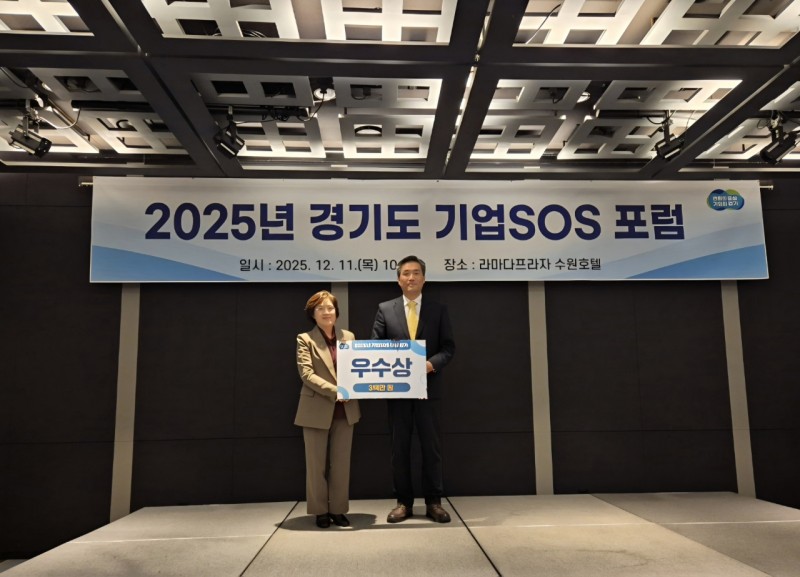 2025년 경기도 기업SOS 포럼
일시 : 2025. 12. 11.(목) 10
장소 : 라마다프라자 수원호텔
우수상